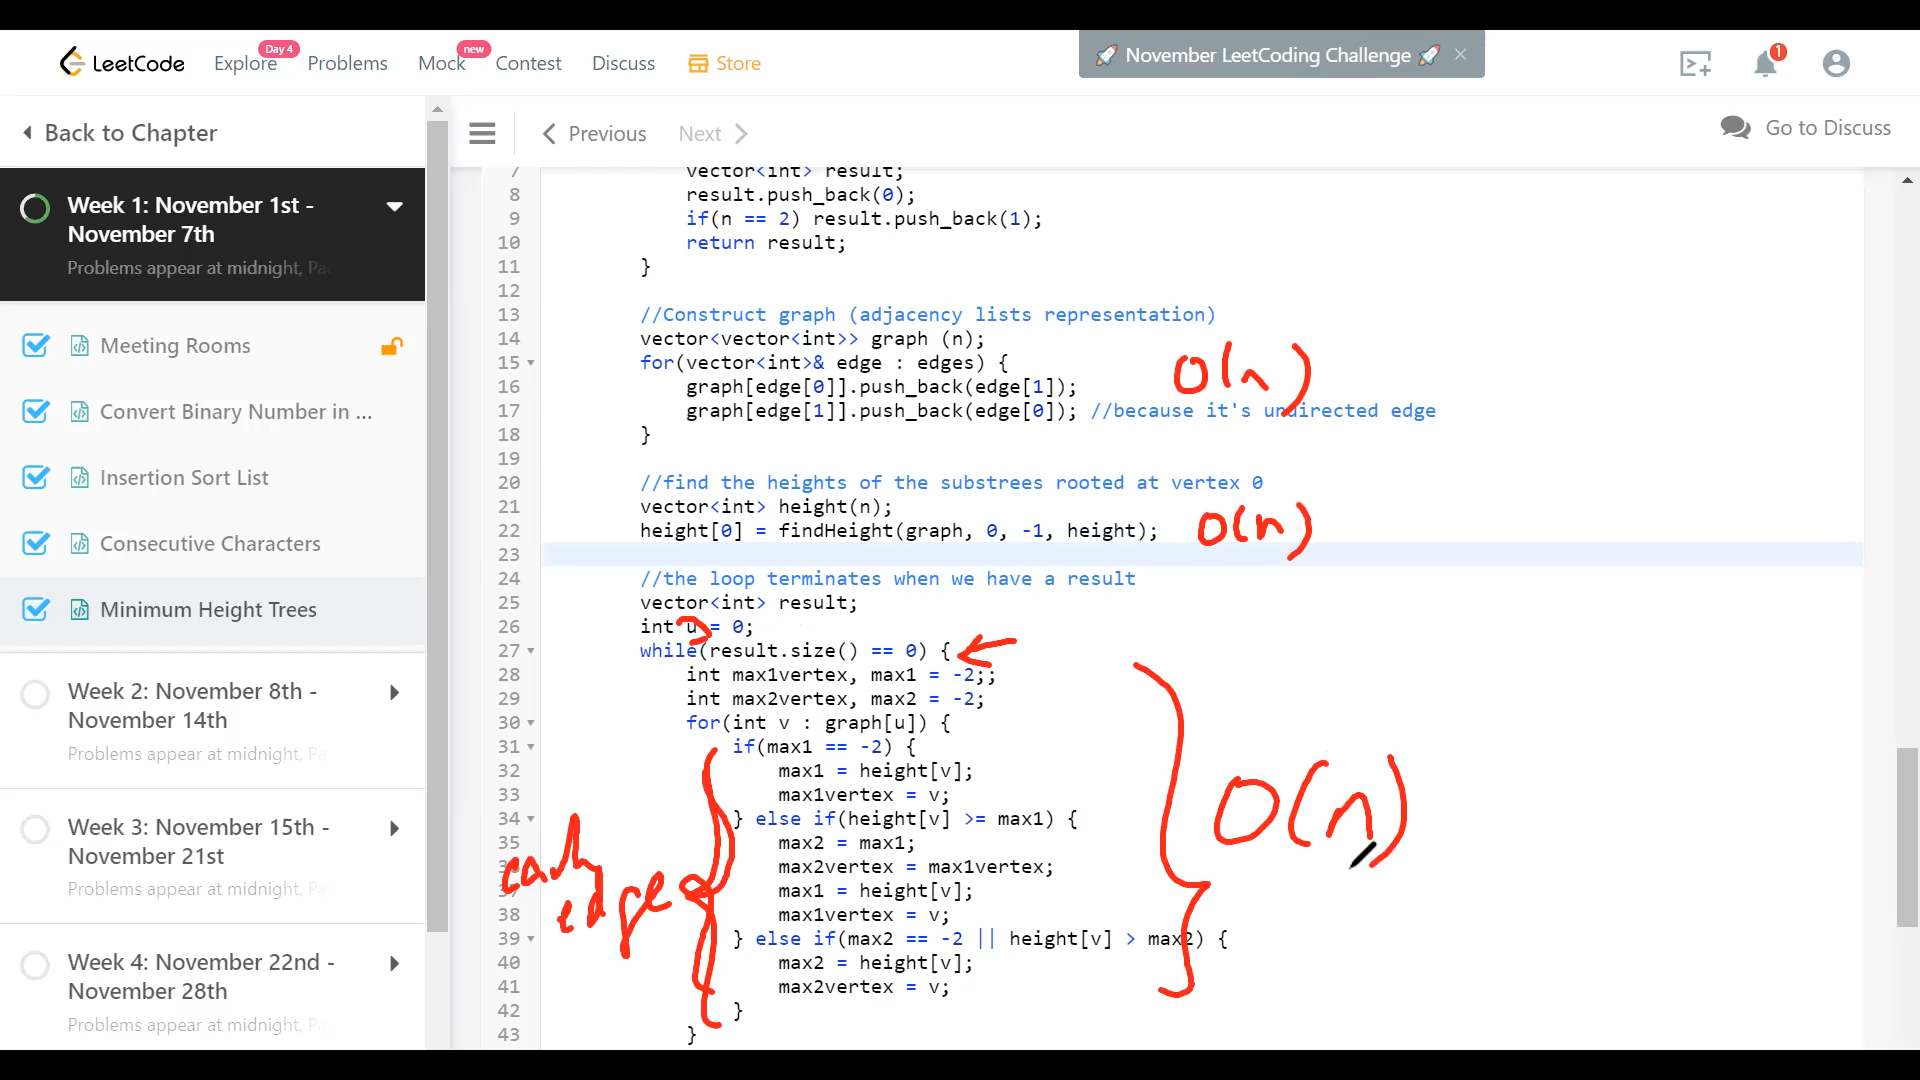 LeetCode
Explore
Day 4
Problems
Mock
new
Contest
Discuss
Store
🚀 November LeetCoding Challenge 🚀 ×
1
Back to Chapter
Previous
Next
Go to Discuss
Week 1: November 1st -
November 7th
Problems appear at midnight, Pa
Meeting Rooms
Convert Binary Number in ...
Insertion Sort List
Consecutive Characters
Minimum Height Trees
Week 2: November 8th -
November 14th
Problems appear at midnight, Pa
Week 3: November 15th -
November 21st
Problems appear at midnight, Pa
Week 4: November 22nd -
November 28th
Problems appear at midnight, Pa
7 vector<int> result;
8 result.push_back(0);
9 if(n == 2) result.push_back(1);
10 return result;
11 }
12
13 //Construct graph (adjacency lists representation)
14 vector<vector<int>> graph (n);
15 for(vector<int>& edge : edges) {
16 graph[edge[0]].push_back(edge[1]);
17 graph[edge[1]].push_back(edge[0]); //because it's undirected edge
18 }
O(n)
19
20 //find the heights of the substrees rooted at vertex 0
21 vector<int> height(n);
22 height[0] = findHeight(graph, 0, -1, height);
O(n)
23
24 //the loop terminates when we have a result
25 vector<int> result;
26 int u = 0;
27 while(result.size() == 0) {
28 int max1vertex, max1 = -2;;
29 int max2vertex, max2 = -2;
30 for(int v : graph[u]) {
31 if(max1 == -2) {
32 max1 = height[v];
33 max1vertex = v;
34 } else if(height[v] >= max1) {
35 max2 = max1;
36 max2vertex = max1vertex;
37 max1 = height[v];
38 max1vertex = v;
39 } else if(max2 == -2 || height[v] > max2) {
40 max2 = height[v];
41 max2vertex = v;
42 }
43 }
each
edge
O(n)